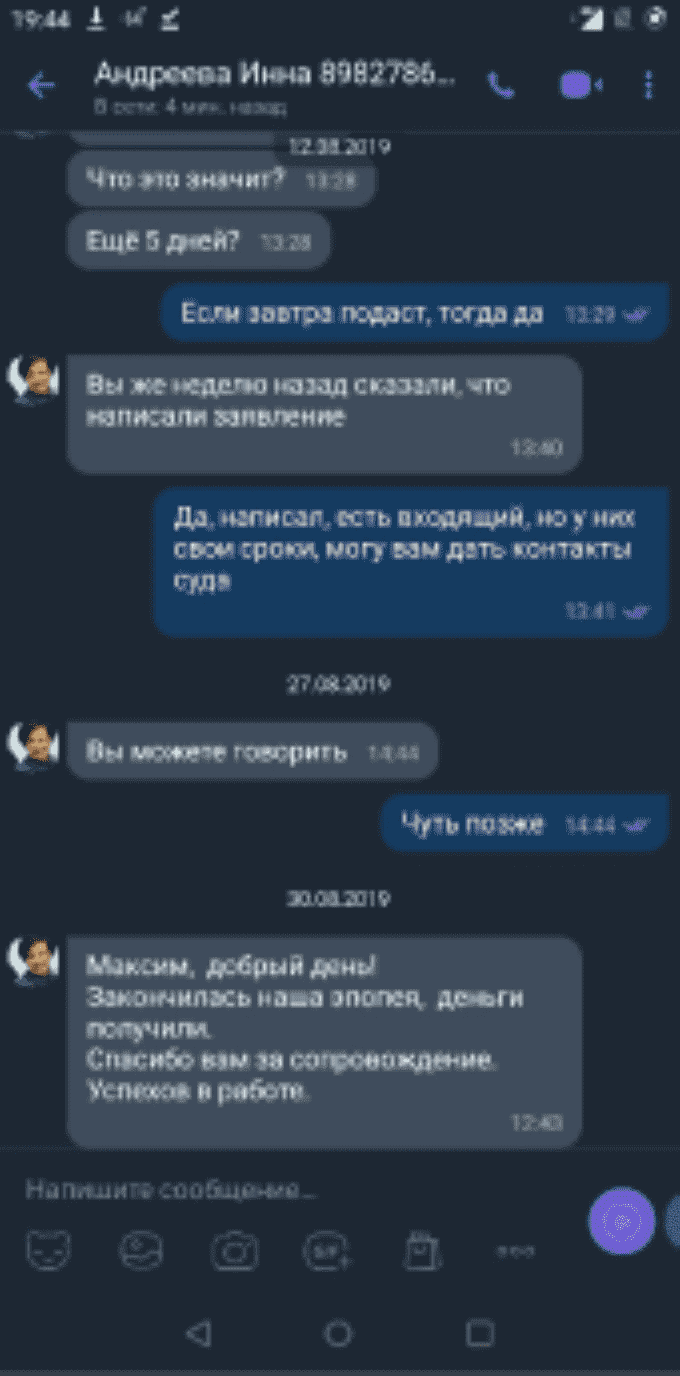 19:44
Андреева Инна 8982786...
В сети: 4 мин. назад
12.08.2019
Что это значит? 13:28
Ещё 5 дней? 13:28
Если завтра подаст, тогда да 13:29
Вы же неделю назад сказали, что
написали заявление
13:40
Да, написал, есть входящий, но у них
свои сроки, могу вам дать контакты
суда
13:41
27.08.2019
Вы можете говорить 14:44
Чуть позже 14:44
30.08.2019
Максим, добрый день!
Закончилась наша эпопея, деньги
получили.
Спасибо вам за сопровождение.
Успехов в работе.
12:43
Напишите сообщение...
GIF